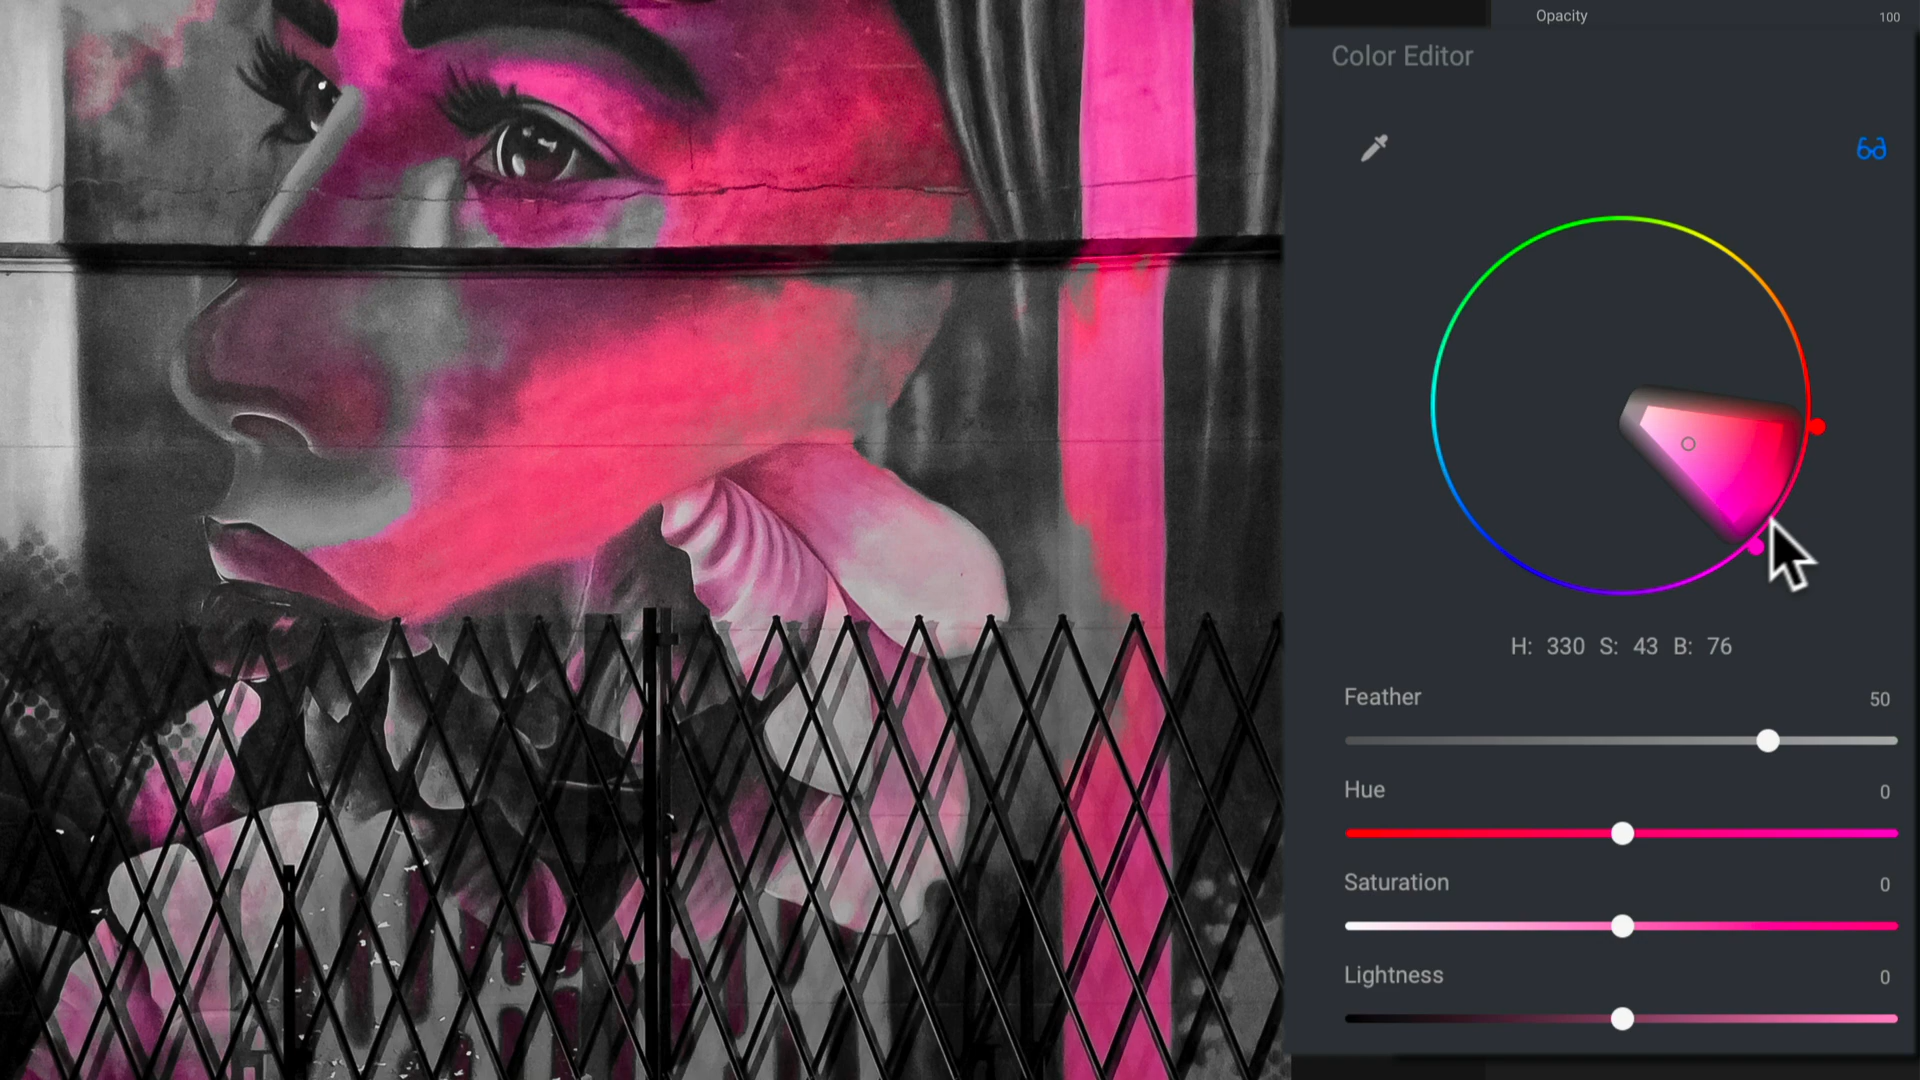 Opacity 100
Color Editor
H: 330 S: 43 B: 76
Feather 50
Hue 0
Saturation 0
Lightness 0